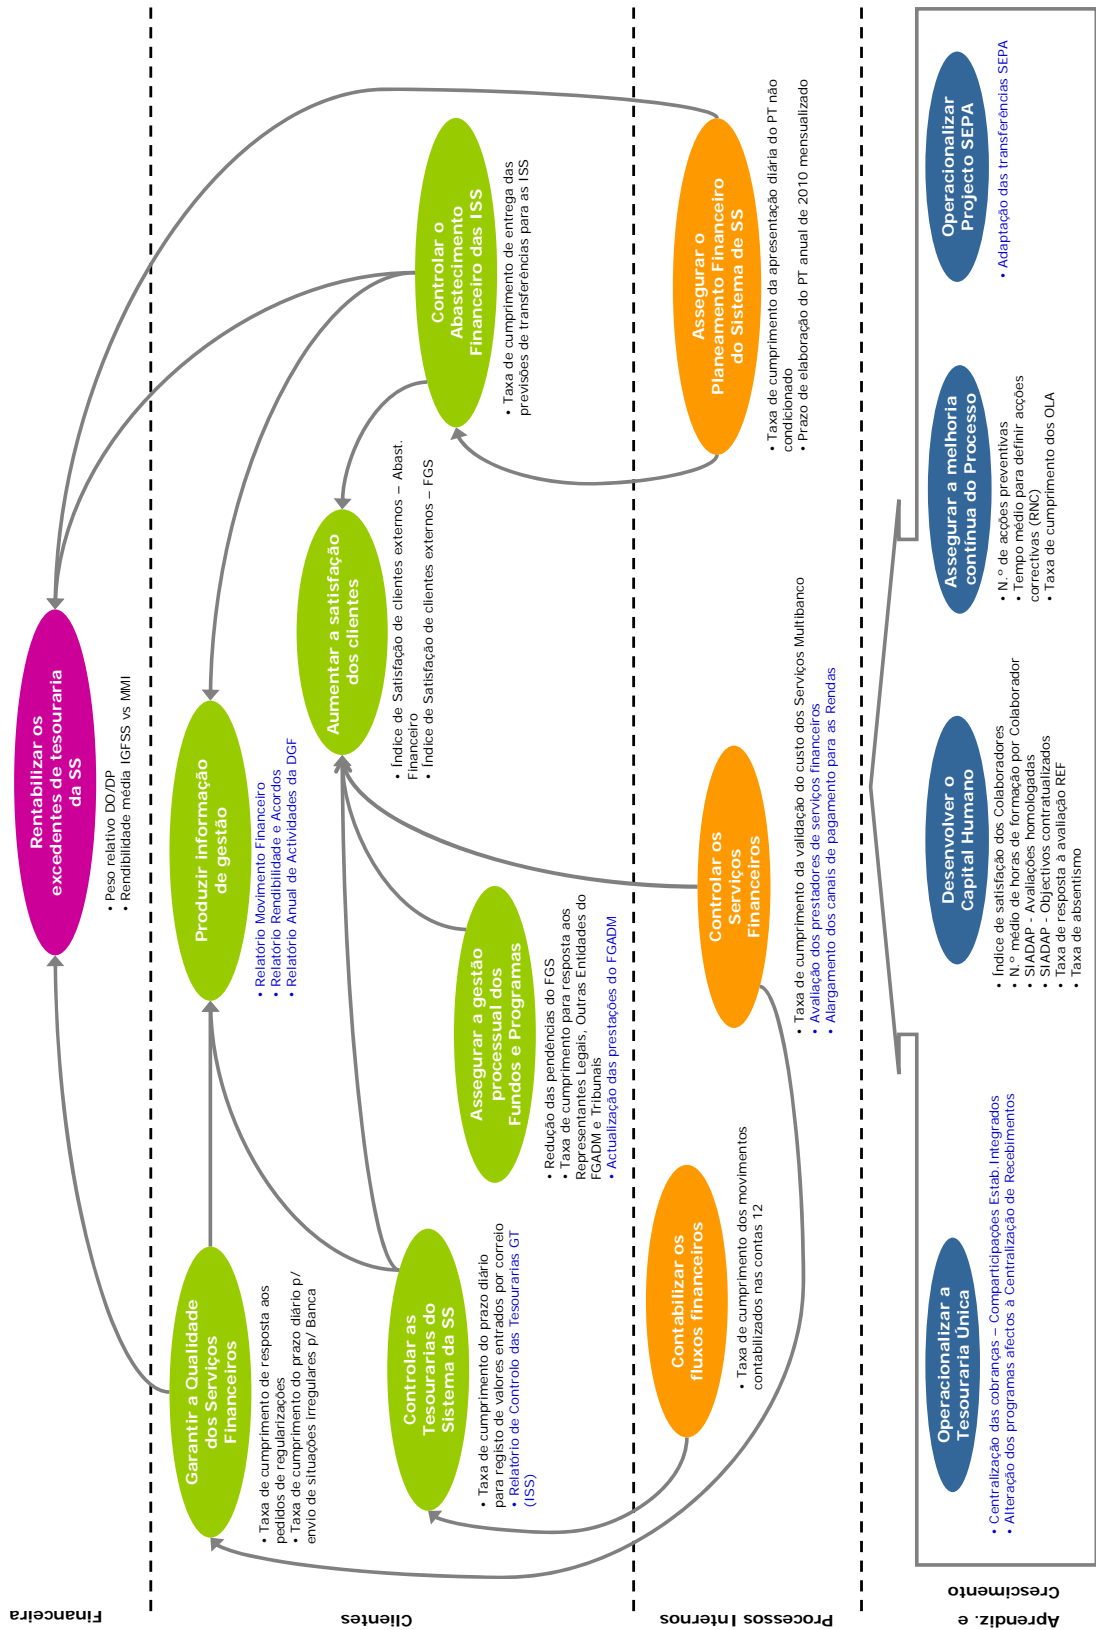 Financeira
Rentabilizar os
excedentes de tesouraria
da SS
• Peso relativo DO/DP
• Rendibilidade média IGFSS vs MMI
Clientes
Garantir a Qualidade
dos Serviços
Financeiros
• Taxa de cumprimento de resposta aos
pedidos de regularizações
• Taxa de cumprimento do prazo diário p/
envio de situações irregulares p/ Banca
Produzir informação
de gestão
• Relatório Movimento Financeiro
• Relatório Rendibilidade e Acordos
• Relatório Anual de Actividades da DGF
Aumentar a satisfação
dos clientes
• Índice de Satisfação de clientes externos – Abast.
Financeiro
• Índice de Satisfação de clientes externos – FGS
Controlar as
Tesourarias do
Sistema da SS
• Taxa de cumprimento do prazo diário
para registo de valores entrados por correio
• Relatório de Controlo das Tesourarias GT
(ISS)
Assegurar a gestão
processual dos
Fundos e Programas
• Redução das pendências do FGS
• Taxa de cumprimento para resposta aos
Representantes Legais, Outras Entidades do
FGADM e Tribunais
• Actualização das prestações do FGADM
Controlar o
Abastecimento
Financeiro das ISS
• Taxa de cumprimento de entrega das
previsões de transferências para as ISS
Processos Internos
Contabilizar os
fluxos financeiros
• Taxa de cumprimento dos movimentos
contabilizados nas contas 12
Controlar os
Serviços
Financeiros
• Taxa de cumprimento da validação do custo dos Serviços Multibanco
• Avaliação dos prestadores de serviços financeiros
• Alargamento dos canais de pagamento para as Rendas
Assegurar o
Planeamento Financeiro
do Sistema de SS
• Taxa de cumprimento da apresentação diária do PT não
condicionado
• Prazo de elaboração do PT anual de 2010 mensualizado
Aprendiz. e
Crescimento
Operacionalizar a
Tesouraria Única
• Centralização das cobranças – Comparticipações Estab.Integrados
• Alteração dos programas afectos à Centralização de Recebimentos
Desenvolver o
Capital Humano
• Índice de satisfação dos Colaboradores
• N.º médio de horas de formação por Colaborador
• SIADAP - Avaliações homologadas
• SIADAP - Objectivos contratualizados
• Taxa de resposta à avaliação REF
• Taxa de absentismo
Assegurar a melhoria
contínua do Processo
• N.º de acções preventivas
• Tempo médio para definir acções
correctivas (RNC)
• Taxa de cumprimento dos OLA
Operacionalizar
Projecto SEPA
• Adaptação das transferências SEPA